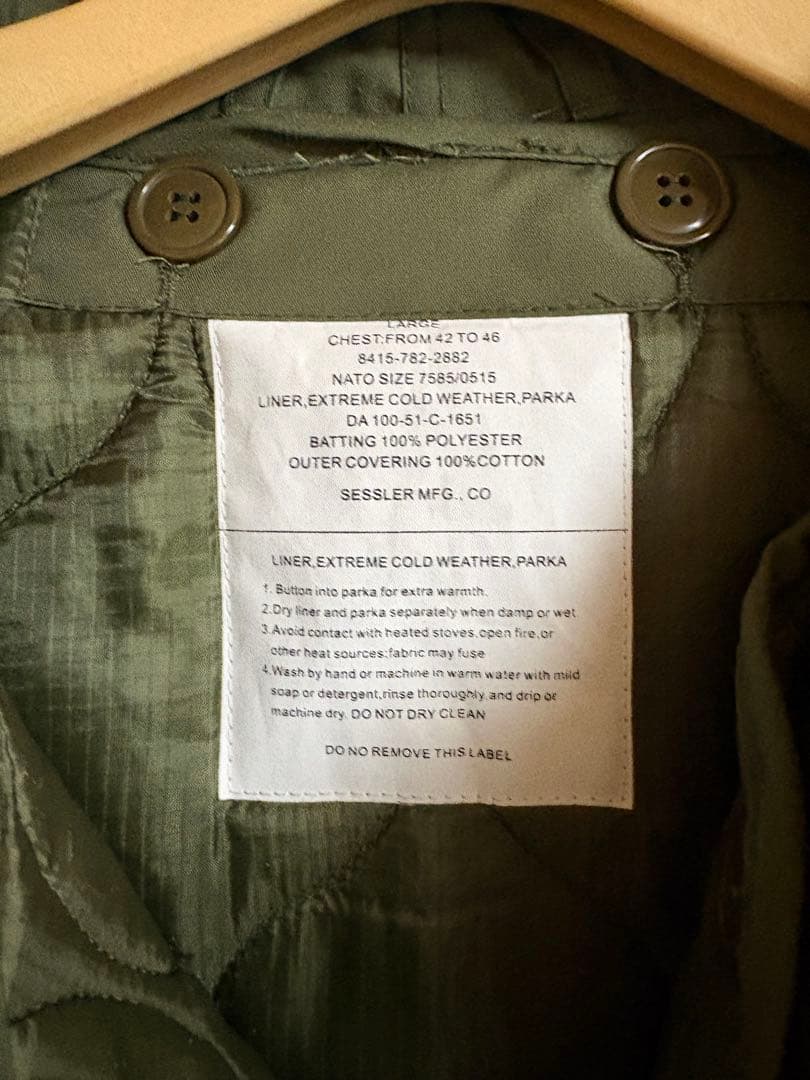 LARGE
CHEST:FROM 42 TO 46
8415-782-2882
NATO SIZE 7585/0515
LINER,EXTREME COLD WEATHER,PARKA
DA 100-51-C-1651
BATTING 100% POLYESTER
OUTER COVERING 100%COTTON
SESSLER MFG., CO
LINER,EXTREME COLD WEATHER,PARKA
1. Button into parka for extra warmth.
2.Dry liner and parka separately when damp or wet
3.Avoid contact with heated stoves,open fire,or
other heat sources:fabric may fuse
4.Wash by hand or machine in warm water with mild
soap or detergent,rinse thoroughly,and drip or
machine dry. DO NOT DRY CLEAN
DO NO REMOVE THIS LABEL